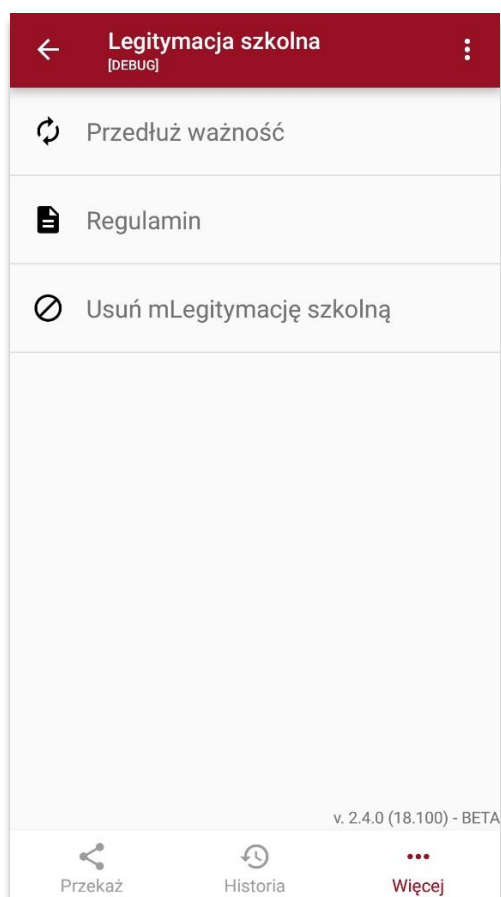 Legitymacja szkolna
[DEBUG]
Przedłuż ważność
Regulamin
Usuń mLegitymację szkolną
v. 2.4.0 (18.100) - BETA
Przekaż Historia Więcej